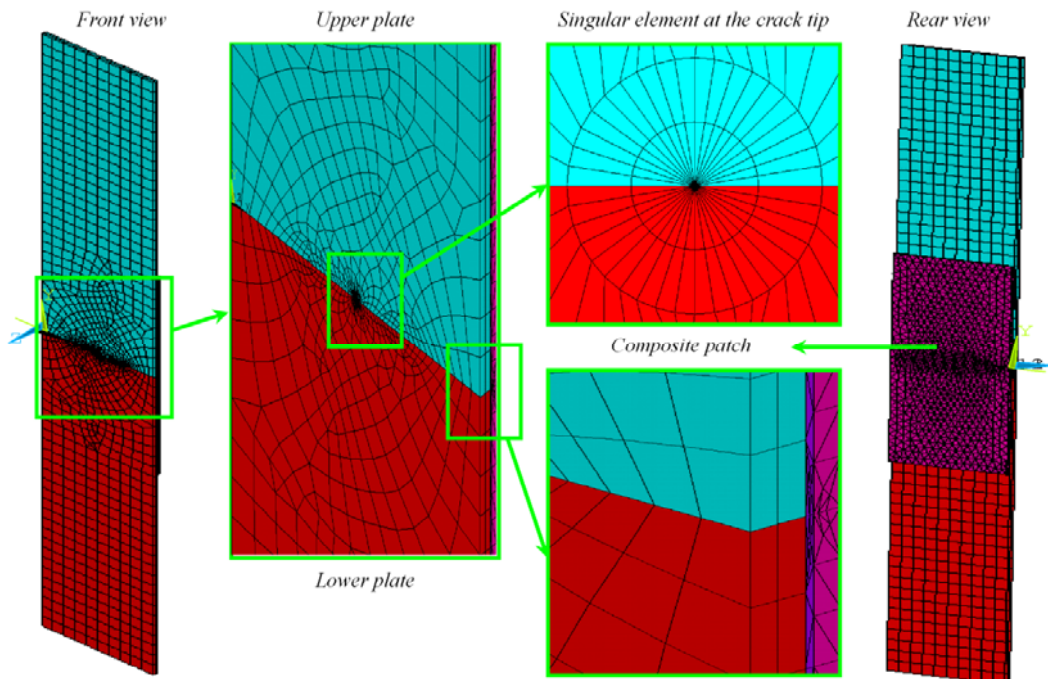 Front view
Upper plate
Singular element at the crack tip
Rear view
Composite patch
Lower plate
Z
Y